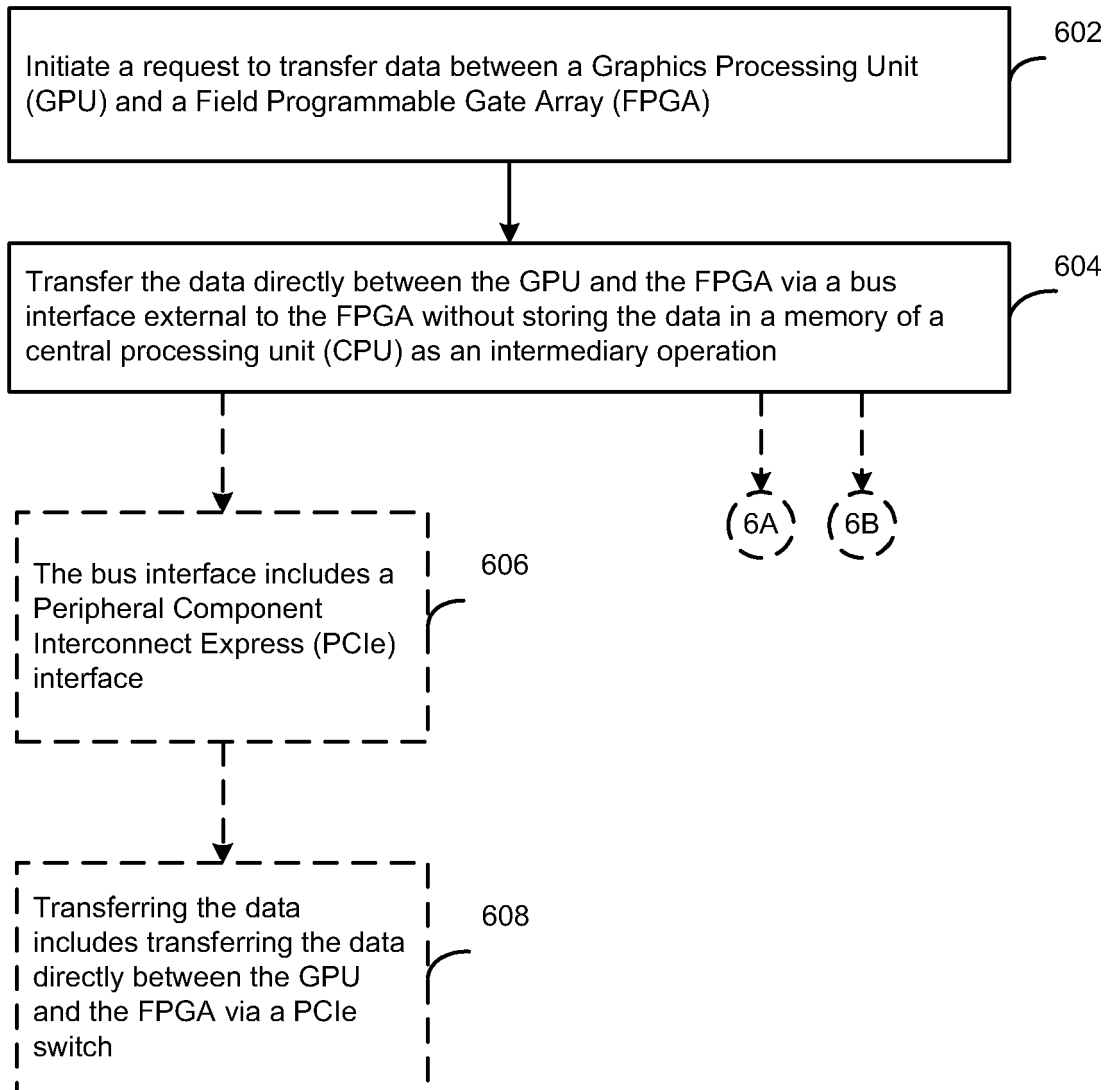 602
Initiate a request to transfer data between a Graphics Processing Unit
(GPU) and a Field Programmable Gate Array (FPGA)
604
Transfer the data directly between the GPU and the FPGA via a bus
interface external to the FPGA without storing the data in a memory of a
central processing unit (CPU) as an intermediary operation
6A
6B
606
The bus interface includes a
Peripheral Component
Interconnect Express (PCIe)
interface
608
Transferring the data
includes transferring the data
directly between the GPU
and the FPGA via a PCIe
switch